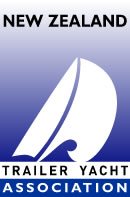 NEW ZEALAND
TRAILER YACHT
ASSOCIATION